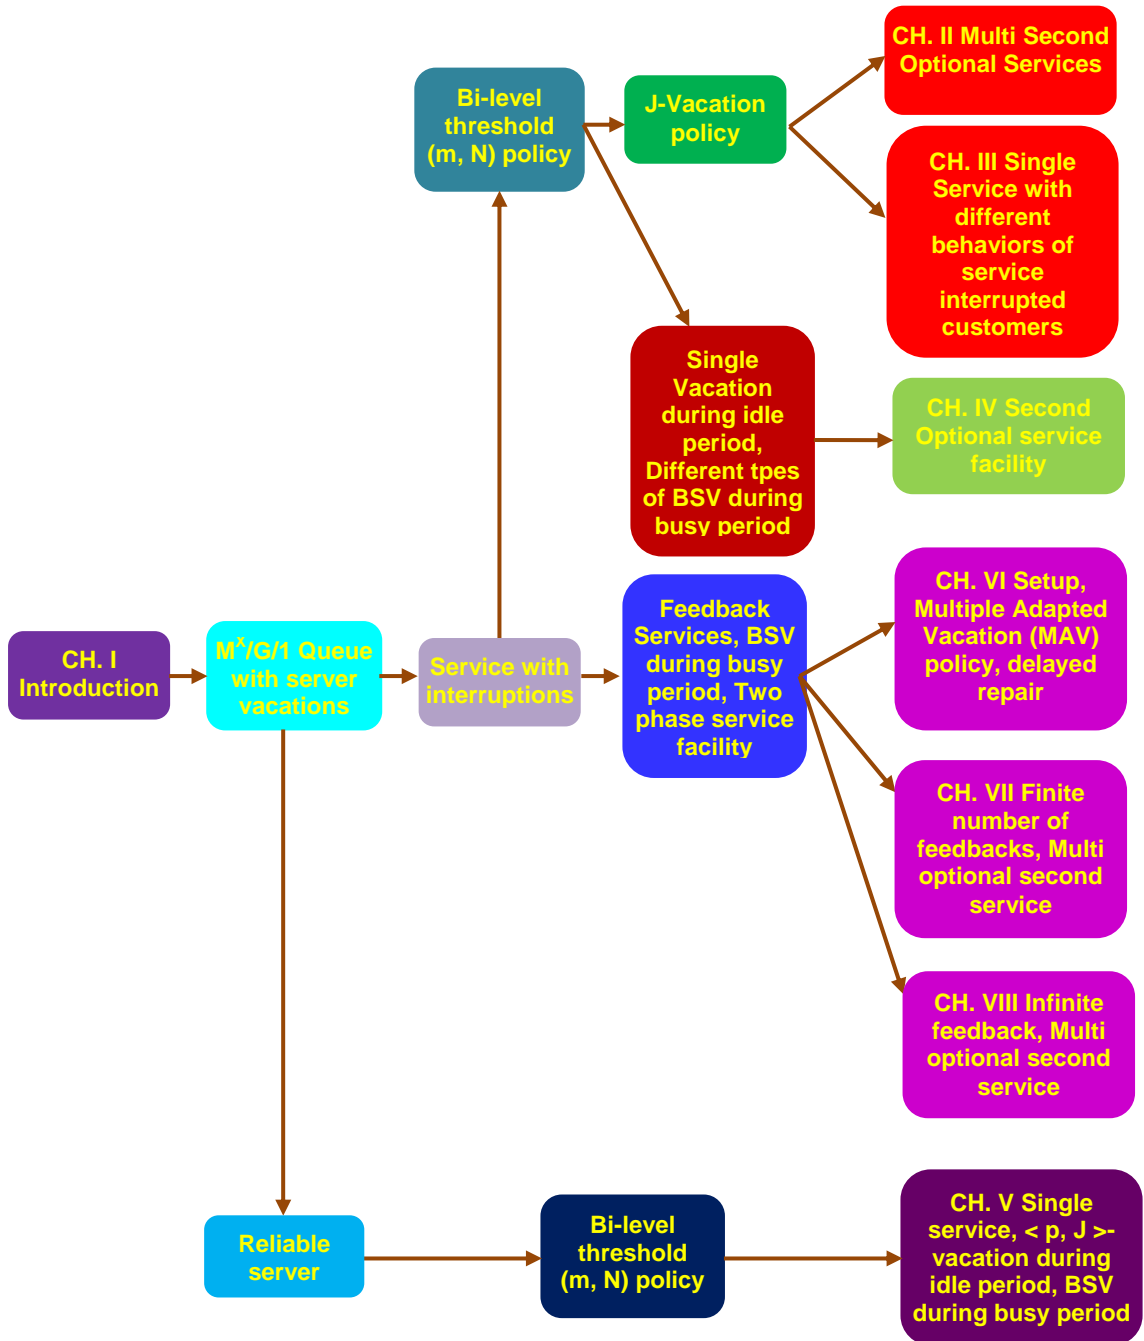 CH. I
Introduction
M^X/G/1 Queue
with server
vacations
Service with
interruptions
Bi-level
threshold
(m, N) policy
J-Vacation
policy
CH. II Multi Second
Optional Services
CH. III Single
Service with
different
behaviors of
service
interrupted
customers
Single
Vacation
during idle
period,
Different tpes
of BSV during
busy period
CH. IV Second
Optional service
facility
Feedback
Services, BSV
during busy
period, Two
phase service
facility
CH. VI Setup,
Multiple Adapted
Vacation (MAV)
policy, delayed
repair
CH. VII Finite
number of
feedbacks, Multi
optional second
service
CH. VIII Infinite
feedback, Multi
optional second
service
Reliable
server
Bi-level
threshold
(m, N) policy
CH. V Single
service, < p, J >-
vacation during
idle period, BSV
during busy period